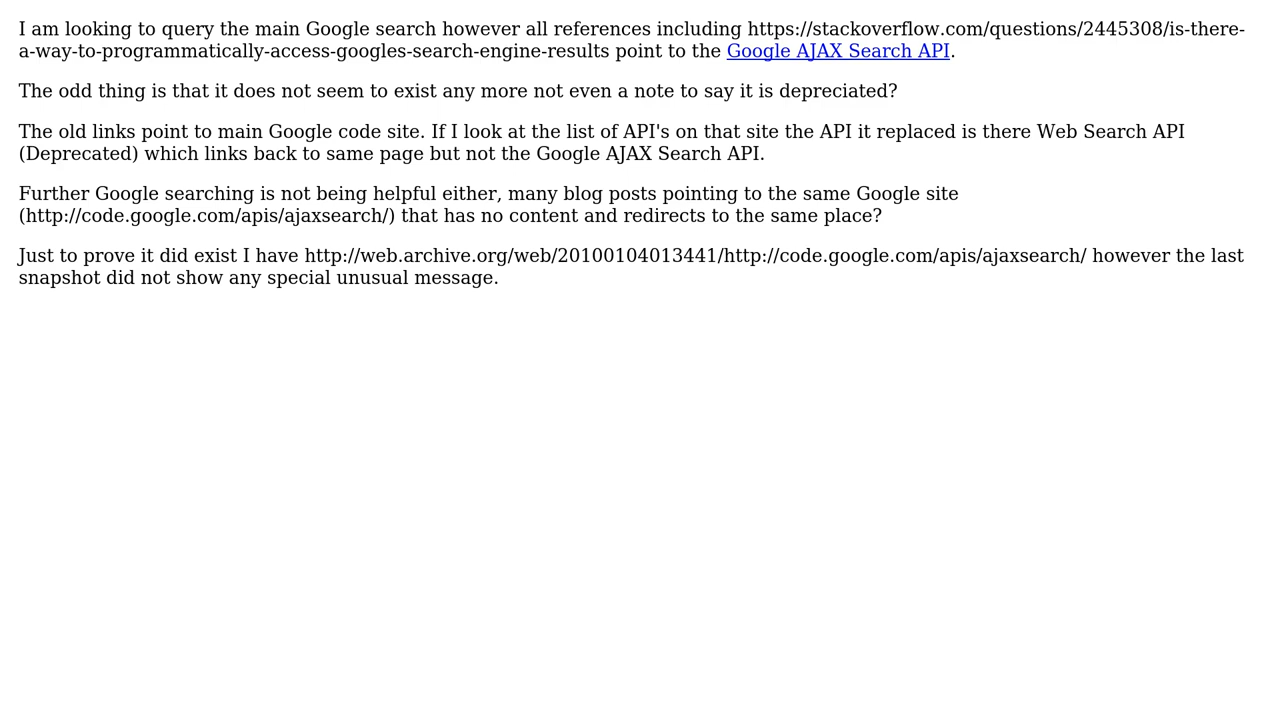 I am looking to query the main Google search however all references including https://stackoverflow.com/questions/2445308/is-there-
a-way-to-programmatically-access-googles-search-engine-results point to the Google AJAX Search API.
The odd thing is that it does not seem to exist any more not even a note to say it is depreciated?
The old links point to main Google code site. If I look at the list of API's on that site the API it replaced is there Web Search API
(Deprecated) which links back to same page but not the Google AJAX Search API.
Further Google searching is not being helpful either, many blog posts pointing to the same Google site
(http://code.google.com/apis/ajaxsearch/) that has no content and redirects to the same place?
Just to prove it did exist I have http://web.archive.org/web/20100104013441/http://code.google.com/apis/ajaxsearch/ however the last
snapshot did not show any special unusual message.